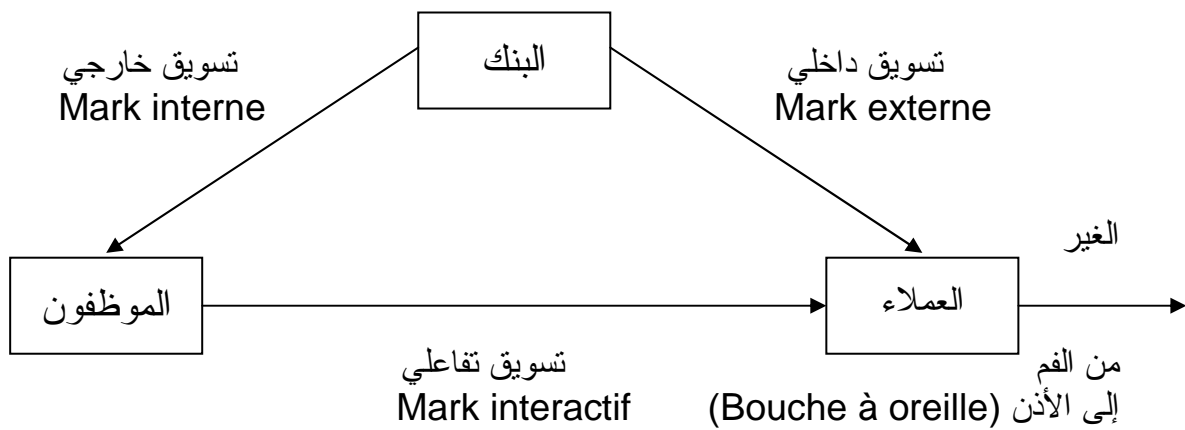 البنك
تسويق داخلي
Mark externe
تسويق خارجي
Mark interne
الغير
العملاء
الموظفون
من الفم
إلى الأذن (Bouche à oreille)
تسويق تفاعلي
Mark interactif